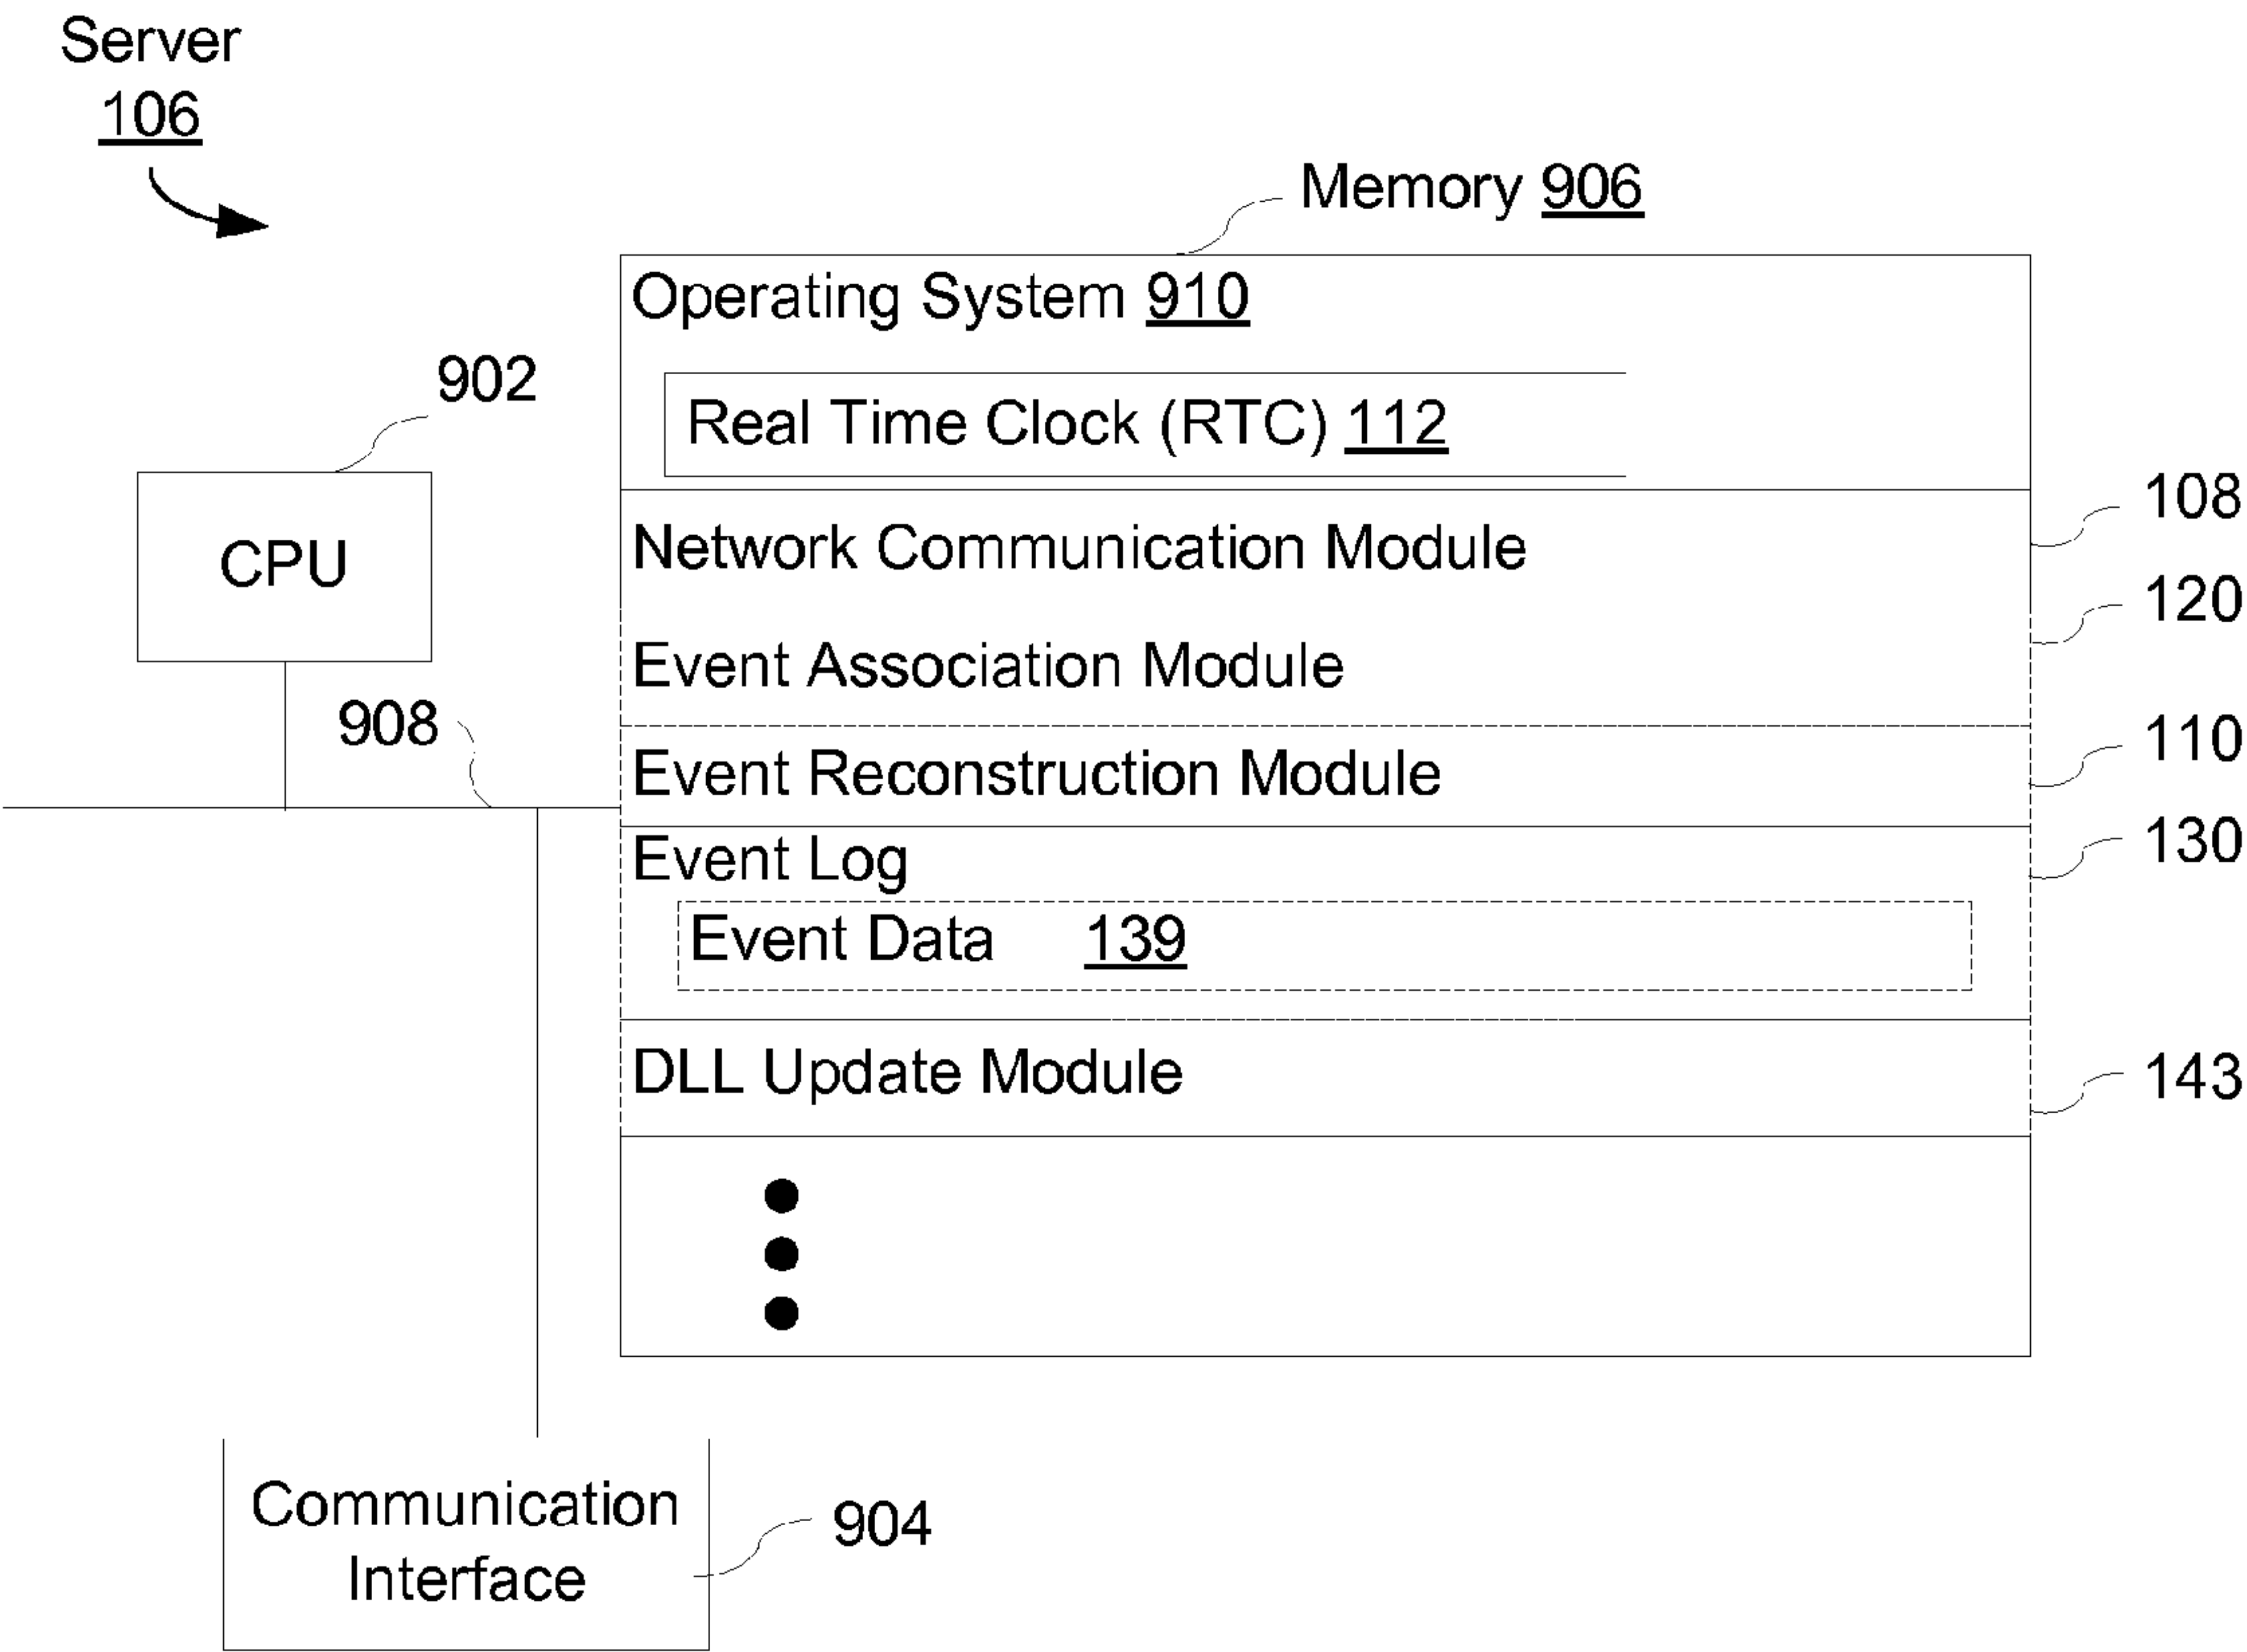 Server
106
Memory 906
Operating System 910
902
Real Time Clock (RTC) 112
108
CPU
Network Communication Module
120
Event Association Module
908
110
Event Reconstruction Module
130
Event Log
Event Data 139
DLL Update Module
143
Communication
Interface
904